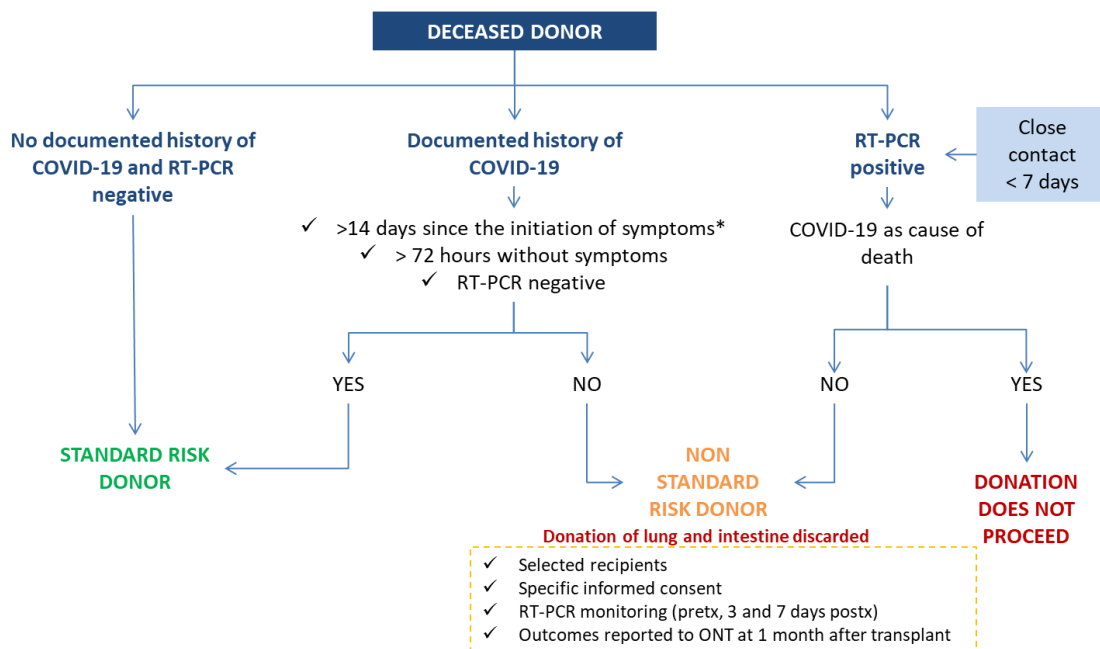 DECEASED DONOR
No documented history of
COVID-19 and RT-PCR
negative
Documented history of
COVID-19
RT-PCR
positive
Close
contact
< 7 days
✓ >14 days since the initiation of symptoms*
✓ > 72 hours without symptoms
✓ RT-PCR negative
COVID-19 as cause of
death
YES
NO
NO
YES
STANDARD RISK
DONOR
NON
STANDARD
RISK DONOR
DONATION
DOES NOT
PROCEED
Donation of lung and intestine discarded
✓ Selected recipients
✓ Specific informed consent
✓ RT-PCR monitoring (pretx, 3 and 7 days postx)
✓ Outcomes reported to ONT at 1 month after transplant